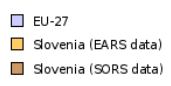 EU-27
Slovenia (EARS data)
Slovenia (SORS data)